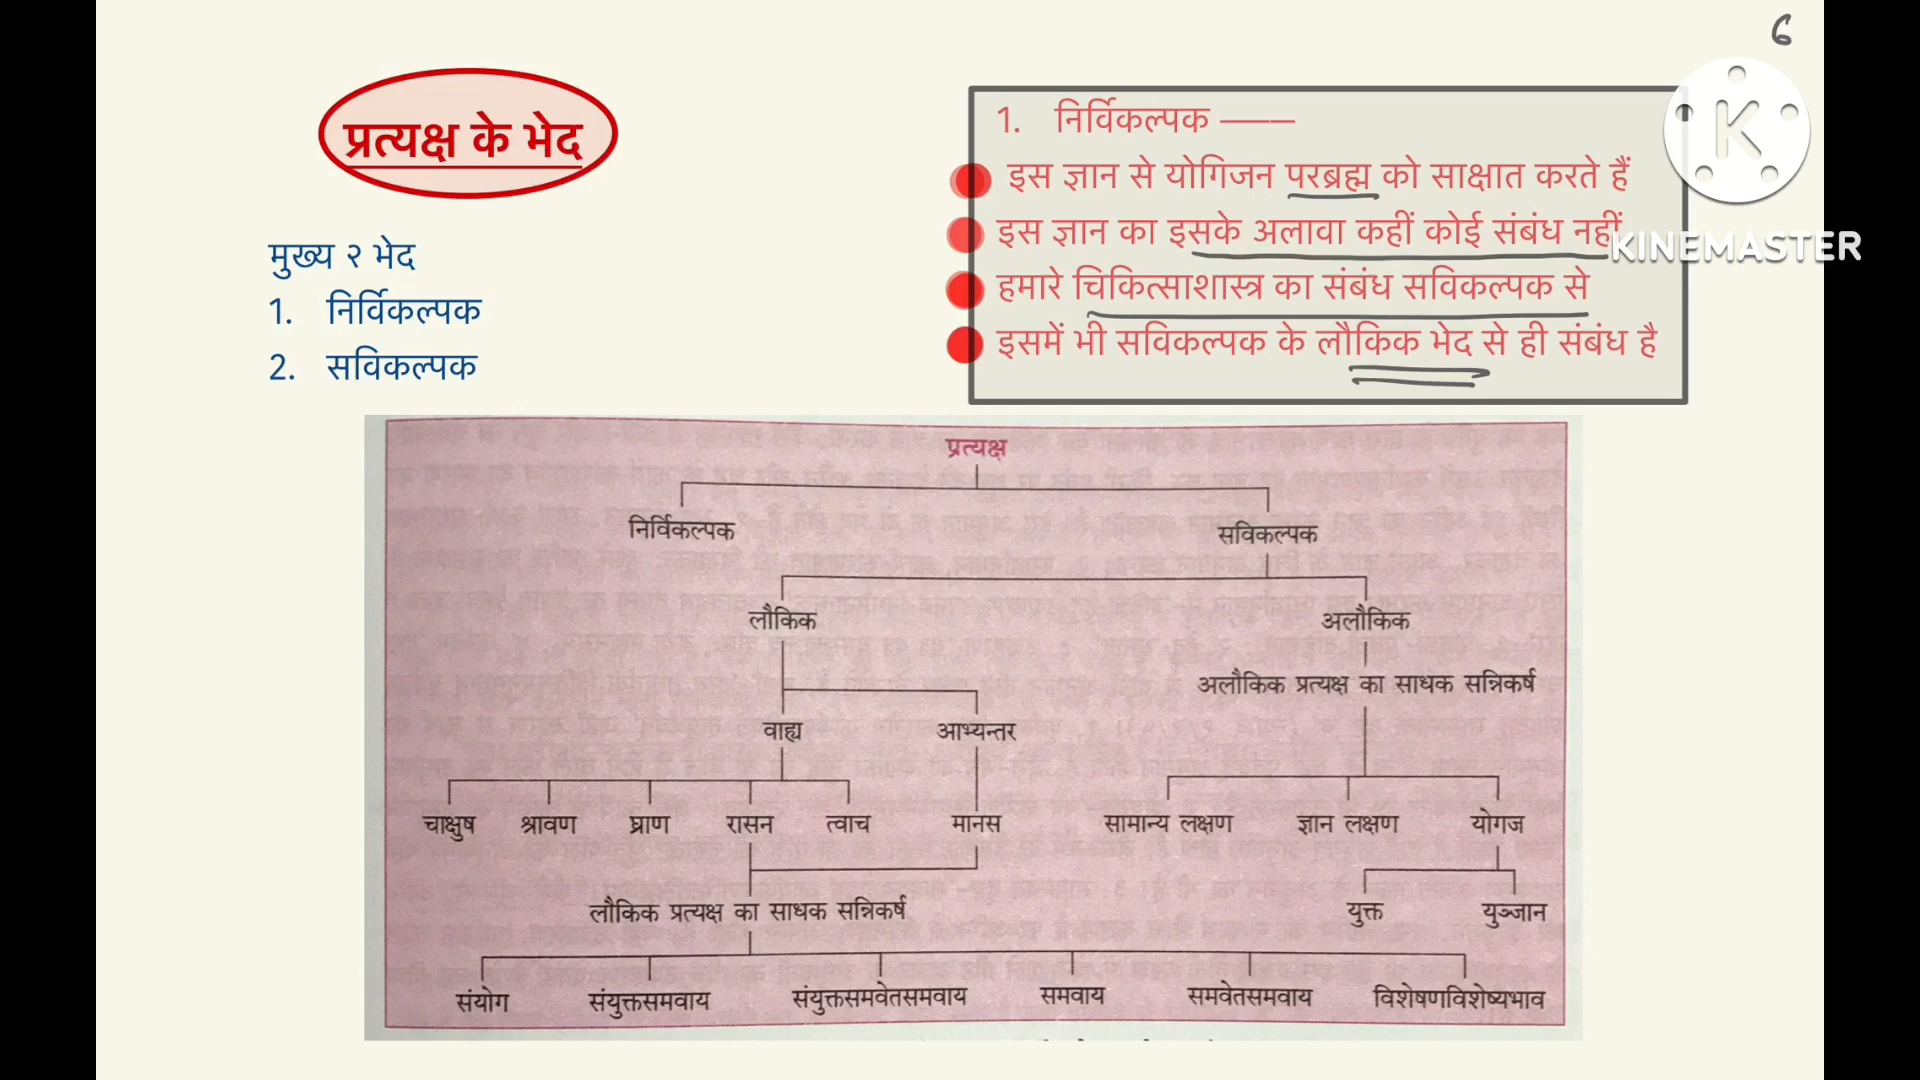 6
प्रत्यक्ष के भेद
मुख्य २ भेद
1. निर्विकल्पक
2. सविकल्पक
1. निर्विकल्पक ——
इस ज्ञान से योगिजन परब्रह्म को साक्षात करते हैं
इस ज्ञान का इसके अलावा कहीं कोई संबंध नहीं
हमारे चिकित्साशास्त्र का संबंध सविकल्पक से
इसमें भी सविकल्पक के लौकिक भेद से ही संबंध है
K
KINEMASTER
प्रत्यक्ष
निर्विकल्पक सविकल्पक
लौकिक अलौकिक
अलौकिक प्रत्यक्ष का साधक सन्निकर्ष
वाह्य आभ्यन्तर
चाक्षुष श्रावण घ्राण रासन त्वाच मानस सामान्य लक्षण ज्ञान लक्षण योगज
लौकिक प्रत्यक्ष का साधक सन्निकर्ष युक्त युञ्जान
संयोग संयुक्तसमवाय संयुक्तसमवेतसमवाय समवाय समवेतसमवाय विशेषणविशेष्यभाव